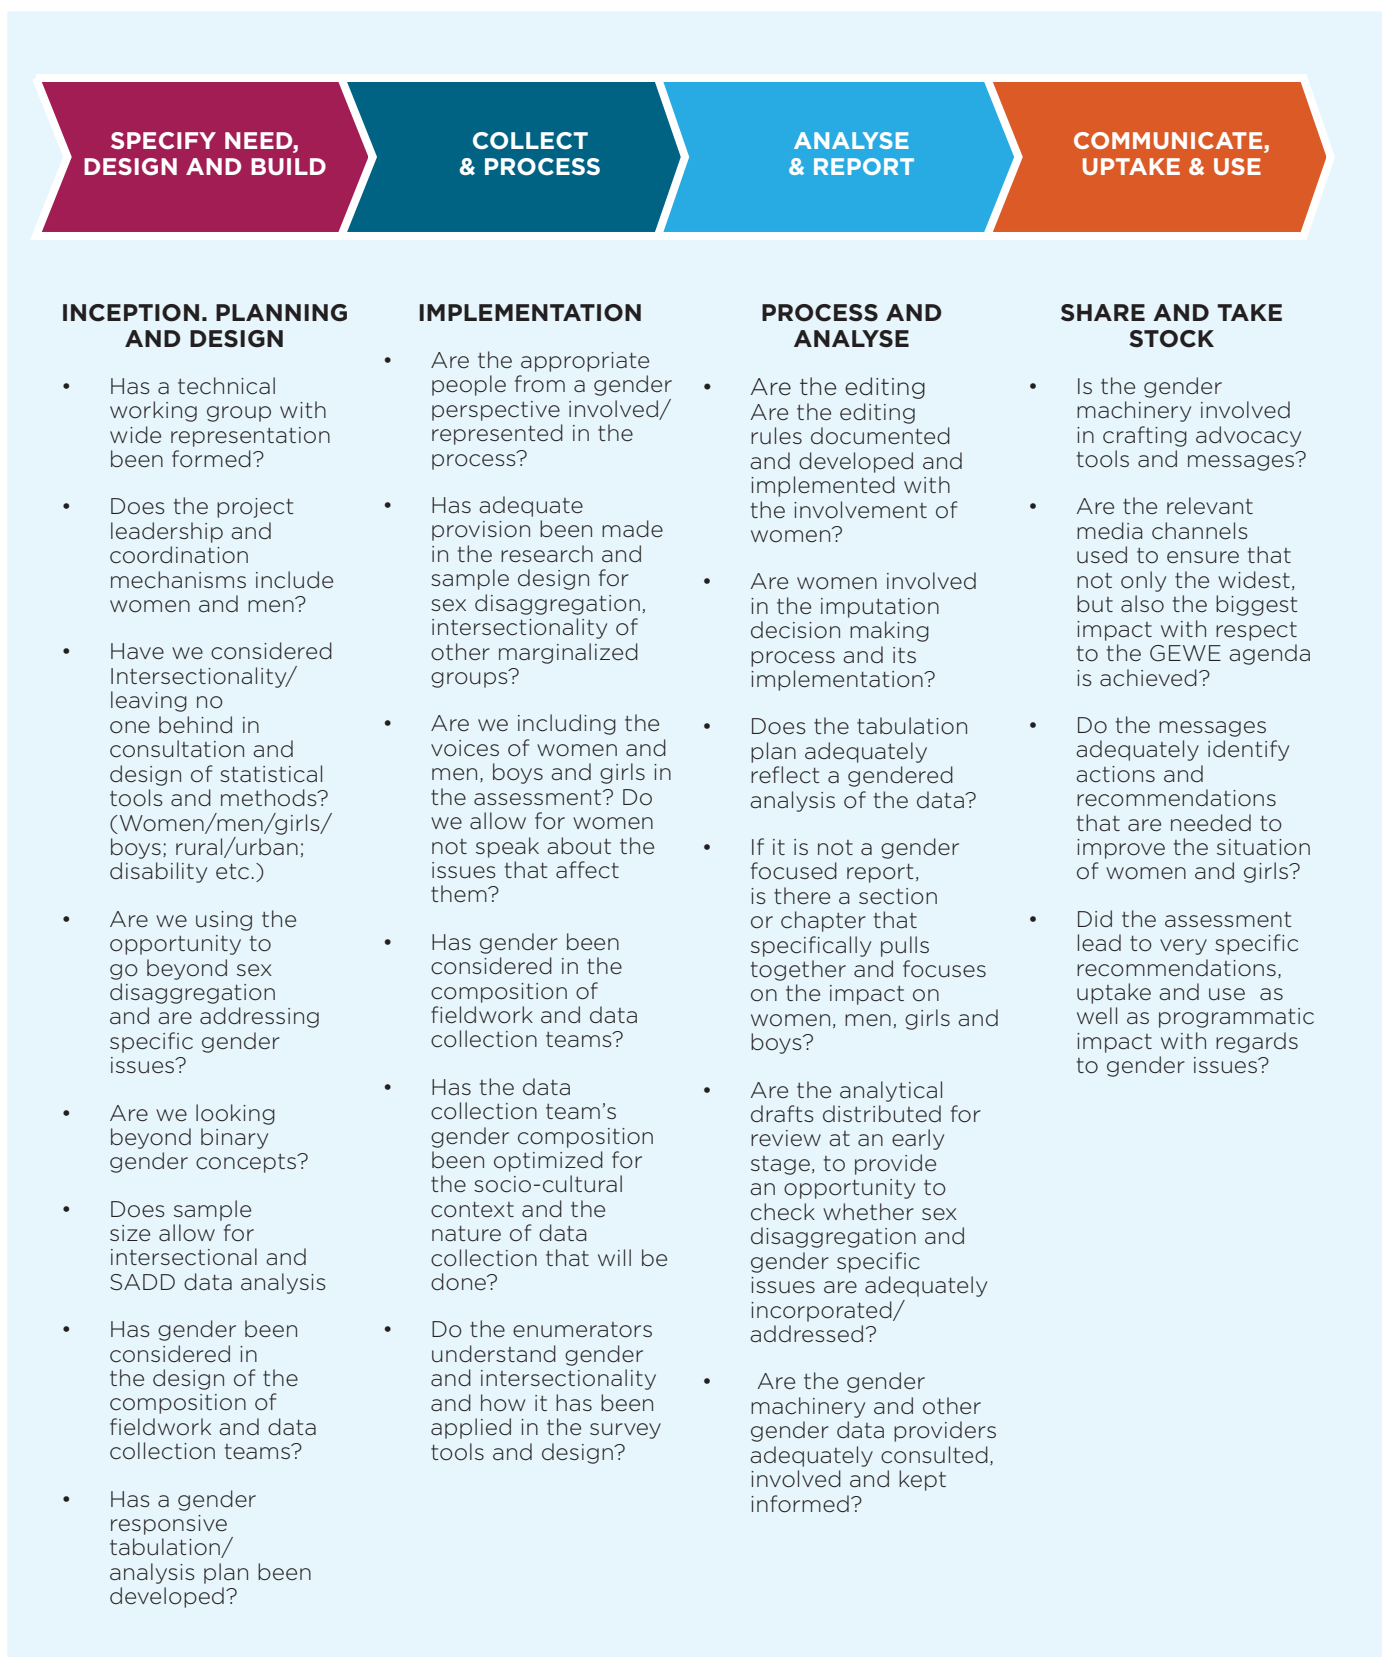 SPECIFY NEED,
DESIGN AND BUILD
COLLECT
& PROCESS
ANALYSE
& REPORT
COMMUNICATE,
UPTAKE & USE
INCEPTION. PLANNING
AND DESIGN
• Has a technical
working group with
wide representation
been formed?
• Does the project
leadership and
coordination
mechanisms include
women and men?
• Have we considered
Intersectionality/
leaving no
one behind in
consultation and
design of statistical
tools and methods?
(Women/men/girls/
boys; rural/urban;
disability etc.)
• Are we using the
opportunity to
go beyond sex
disaggregation
and are addressing
specific gender
issues?
• Are we looking
beyond binary
gender concepts?
• Does sample
size allow for
intersectional and
SADD data analysis
• Has gender been
considered in
the design of the
composition of
fieldwork and data
collection teams?
• Has a gender
responsive
tabulation/
analysis plan been
developed?
IMPLEMENTATION
• Are the appropriate
people from a gender
perspective involved/
represented in the
process?
• Has adequate
provision been made
in the research and
sample design for
sex disaggregation,
intersectionality of
other marginalized
groups?
• Are we including the
voices of women and
men, boys and girls in
the assessment? Do
we allow for women
not speak about the
issues that affect
them?
• Has gender been
considered in the
composition of
fieldwork and data
collection teams?
• Has the data
collection team’s
gender composition
been optimized for
the socio-cultural
context and the
nature of data
collection that will be
done?
• Do the enumerators
understand gender
and intersectionality
and how it has been
applied in the survey
tools and design?
PROCESS AND
ANALYSE
• Are the editing
Are the editing
rules documented
and developed and
implemented with
the involvement of
women?
• Are women involved
in the imputation
decision making
process and its
implementation?
• Does the tabulation
plan adequately
reflect a gendered
analysis of the data?
• If it is not a gender
focused report,
is there a section
or chapter that
specifically pulls
together and focuses
on the impact on
women, men, girls and
boys?
• Are the analytical
drafts distributed for
review at an early
stage, to provide
an opportunity to
check whether sex
disaggregation and
gender specific
issues are adequately
incorporated/
addressed?
• Are the gender
machinery and other
gender data providers
adequately consulted,
involved and kept
informed?
SHARE AND TAKE
STOCK
• Is the gender
machinery involved
in crafting advocacy
tools and messages?
• Are the relevant
media channels
used to ensure that
not only the widest,
but also the biggest
impact with respect
to the GEWE agenda
is achieved?
• Do the messages
adequately identify
actions and
recommendations
that are needed to
improve the situation
of women and girls?
• Did the assessment
lead to very specific
recommendations,
uptake and use as
well as programmatic
impact with regards
to gender issues?